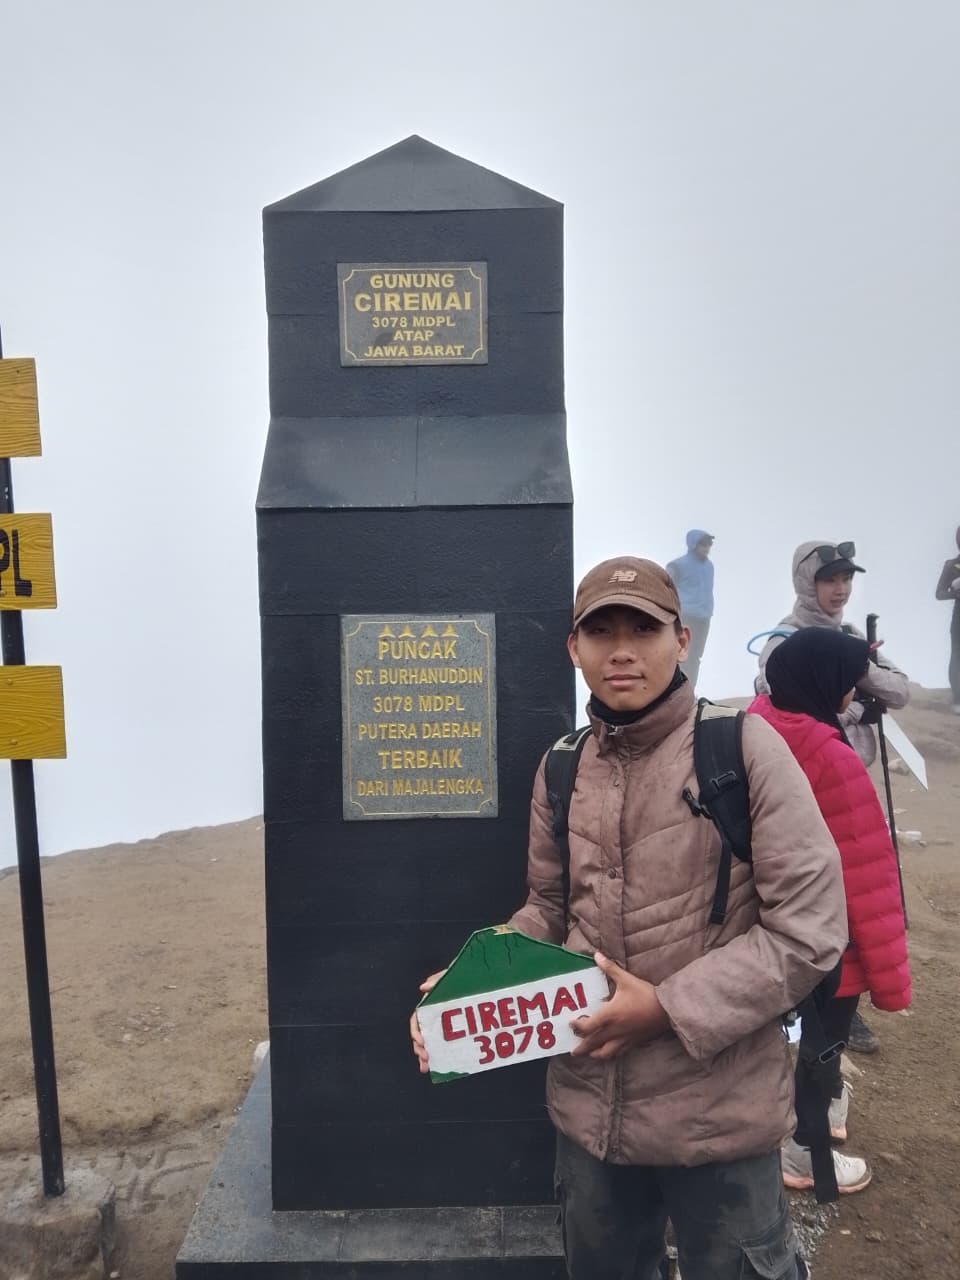 GUNUNG
CIREMAI
3078 MDPL
ATAP
JAWA BARAT
PUNCAK
ST. BURHANUDDIN
3078 MDPL
PUTERA DAERAH
TERBAIK
DARI MAJALENGKA
PL
NB
CIREMAI
3078